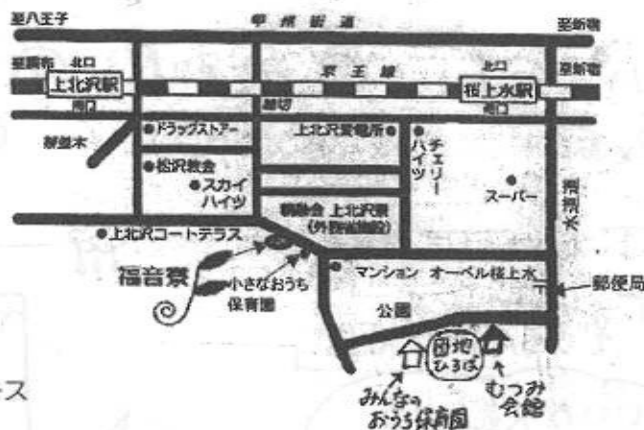 至八王子
甲州街道
至新宿
至調布
北口
上北沢駅
南口
京王線
北口
桜上水駅
南口
至新宿
踏切
桜並木
ドラッグストアー
上北沢変電所
チェリー
ハイツ
松沢教会
スカイ
ハイツ
スーパー
水道道
上北沢寮
上北沢コートテラス
福音寮
小さなおうち
保育園
マンション オーベル桜上水
郵便局
公園
団地
ひろば
むつみ
会館
みんなの
おうち保育園
ース